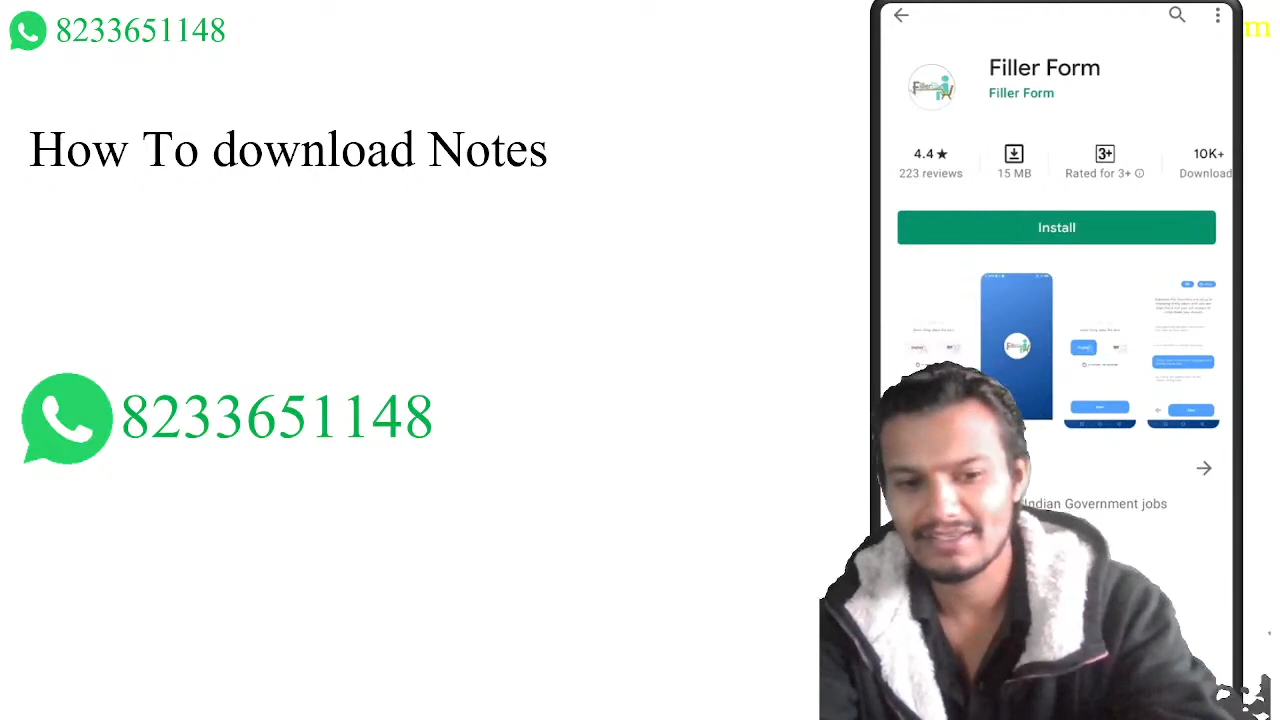 8233651148
m
How To download Notes
8233651148
Filler Form
Filler Form
4.4★
223 reviews
15 MB
3+
Rated for 3+
10K+
Download
Install
Indian Government jobs